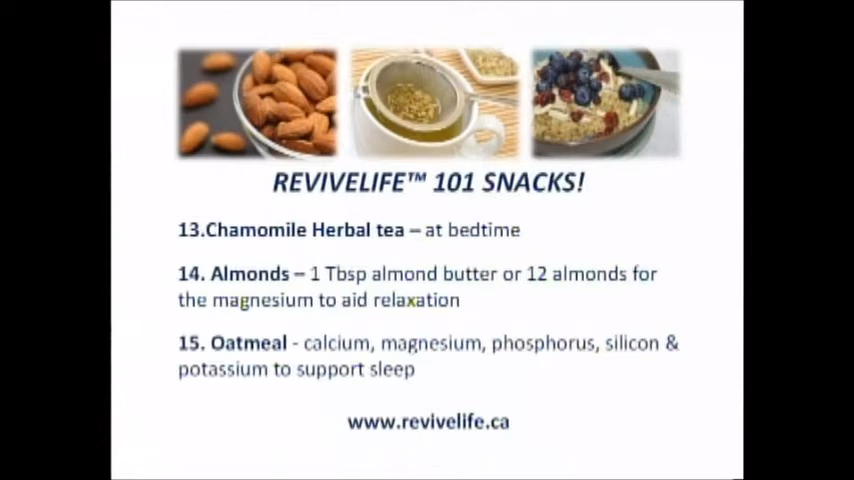 REVIVELIFE™ 101 SNACKS!
13.Chamomile Herbal tea – at bedtime
14. Almonds – 1 Tbsp almond butter or 12 almonds for
the magnesium to aid relaxation
15. Oatmeal - calcium, magnesium, phosphorus, silicon &
potassium to support sleep
www.revivelife.ca